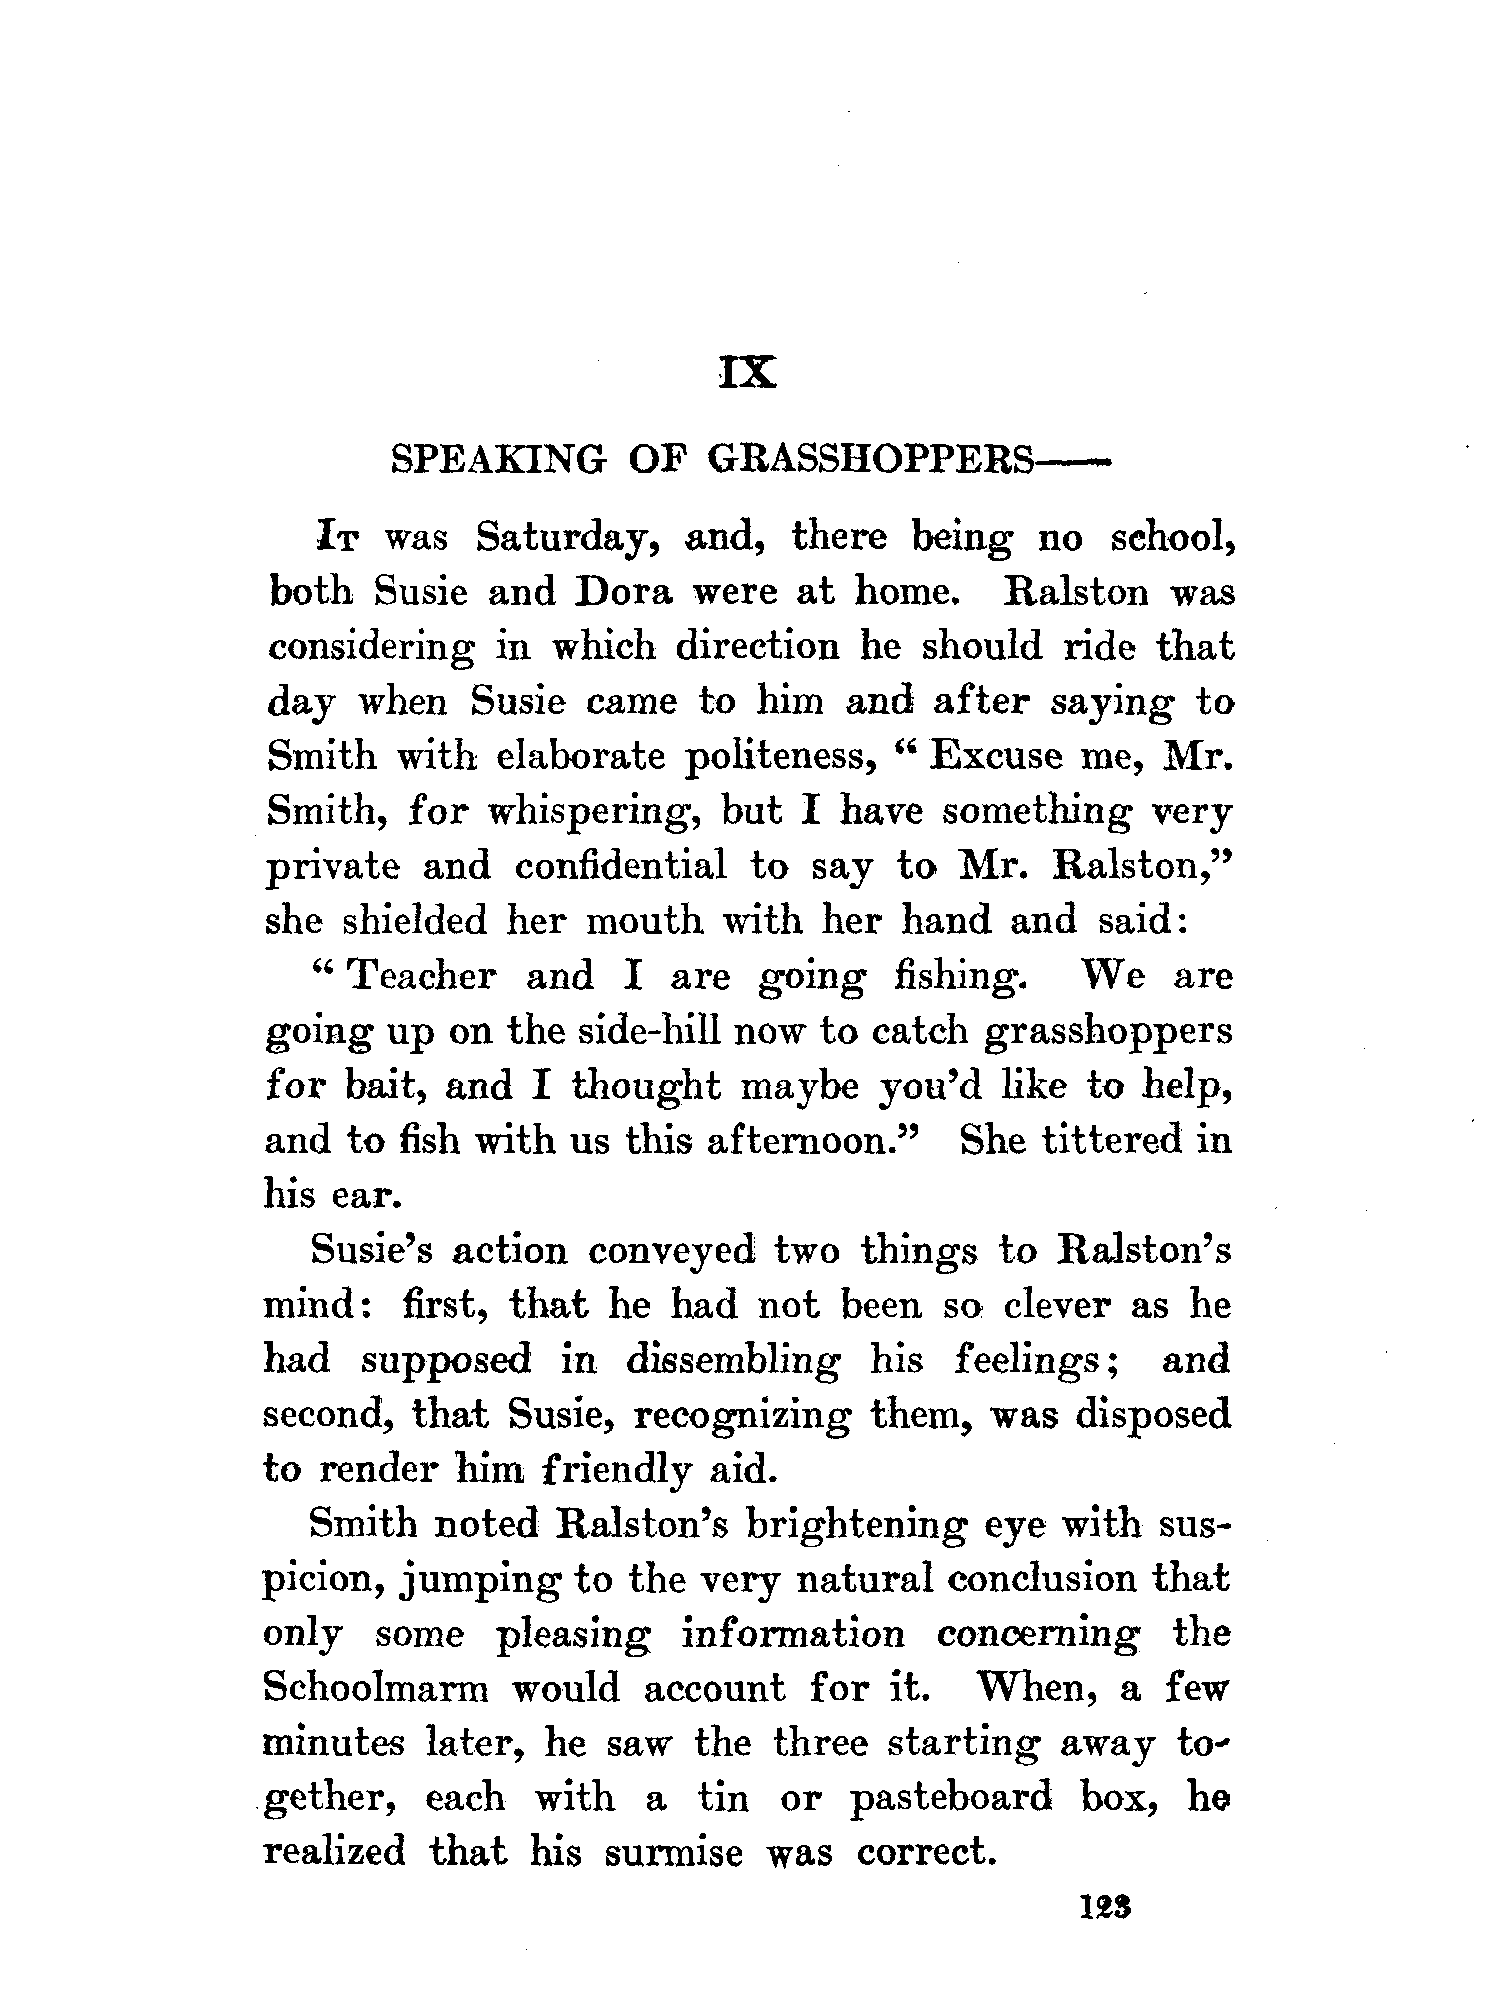 IX
SPEAKING OF GRASSHOPPERS——
It was Saturday, and, there being no school,
both Susie and Dora were at home. Ralston was
considering in which direction he should ride that
day when Susie came to him and after saying to
Smith with elaborate politeness, “ Excuse me, Mr.
Smith, for whispering, but I have something very
private and confidential to say to Mr. Ralston,”
she shielded her mouth with her hand and said:
“ Teacher and I are going fishing. We are
going up on the side-hill now to catch grasshoppers
for bait, and I thought maybe you’d like to help,
and to fish with us this afternoon.” She tittered in
his ear.
Susie’s action conveyed two things to Ralston’s
mind: first, that he had not been so clever as he
had supposed in dissembling his feelings; and
second, that Susie, recognizing them, was disposed
to render him friendly aid.
Smith noted Ralston’s brightening eye with sus-
picion, jumping to the very natural conclusion that
only some pleasing information concerning the
Schoolmarm would account for it. When, a few
minutes later, he saw the three starting away to-
gether, each with a tin or pasteboard box, he
realized that his surmise was correct.
123